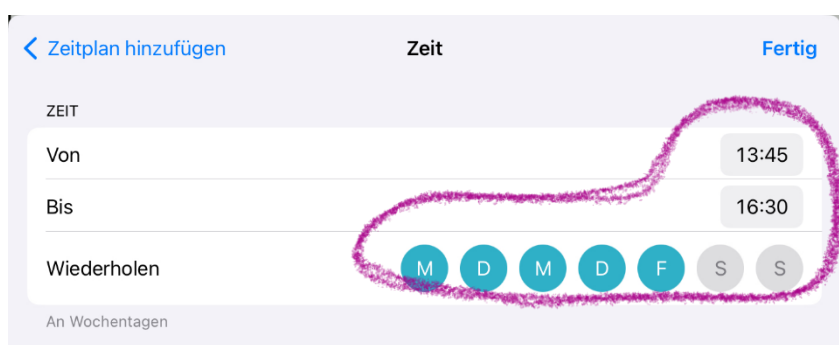 Zeitplan hinzufügen Zeit Fertig
ZEIT
Von 13:45
Bis 16:30
Wiederholen M D M D F S S
An Wochentagen